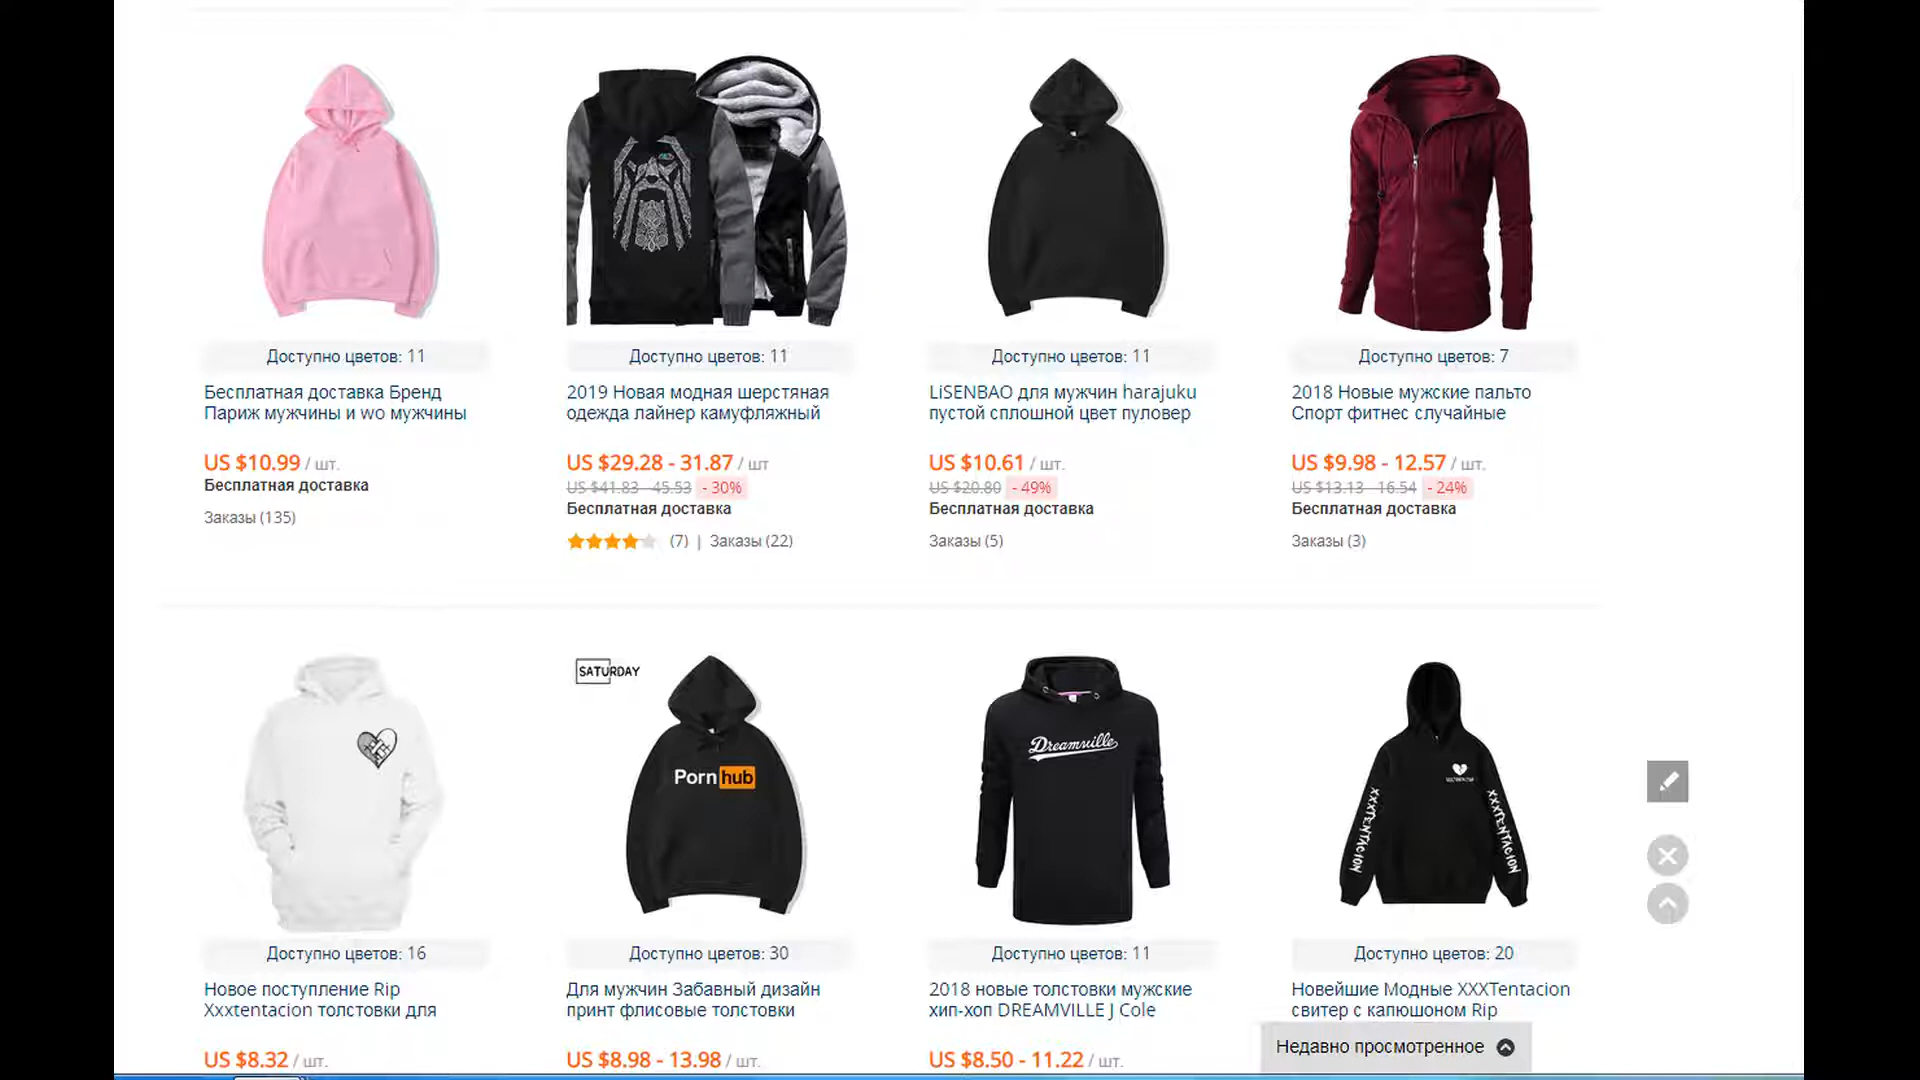 Доступно цветов: 11
Доступно цветов: 11
Доступно цветов: 11
Доступно цветов: 7
Бесплатная доставка Бренд
Париж мужчины и wo мужчины
2019 Новая модная шерстяная
одежда лайнер камуфляжный
LiSENBAO для мужчин harajuku
пустой сплошной цвет пуловер
2018 Новые мужские пальто
Спорт фитнес случайные
US $10.99 / шт.
Бесплатная доставка
Заказы (135)
US $29.28 - 31.87 / шт
US $41.83 - 45.53 - 30%
Бесплатная доставка
(7) | Заказы (22)
US $10.61 / шт.
US $20.80 - 49%
Бесплатная доставка
Заказы (5)
US $9.98 - 12.57 / шт.
US $13.13 - 16.54 - 24%
Бесплатная доставка
Заказы (3)
SATURDAY
Porn hub
Dreamville
XXXTENTACION
XXXTENTACION
Доступно цветов: 16
Доступно цветов: 30
Доступно цветов: 11
Доступно цветов: 20
Новое поступление Rip
Xxxtentacion толстовки для
Для мужчин Забавный дизайн
принт флисовые толстовки
2018 новые толстовки мужские
хип-хоп DREAMVILLE J Cole
Новейшие Модные XXXTentacion
свитер с капюшоном Rip
US $8.32 / шт.
US $8.98 - 13.98 / шт.
US $8.50 - 11.22 / шт.
Недавно просмотренное